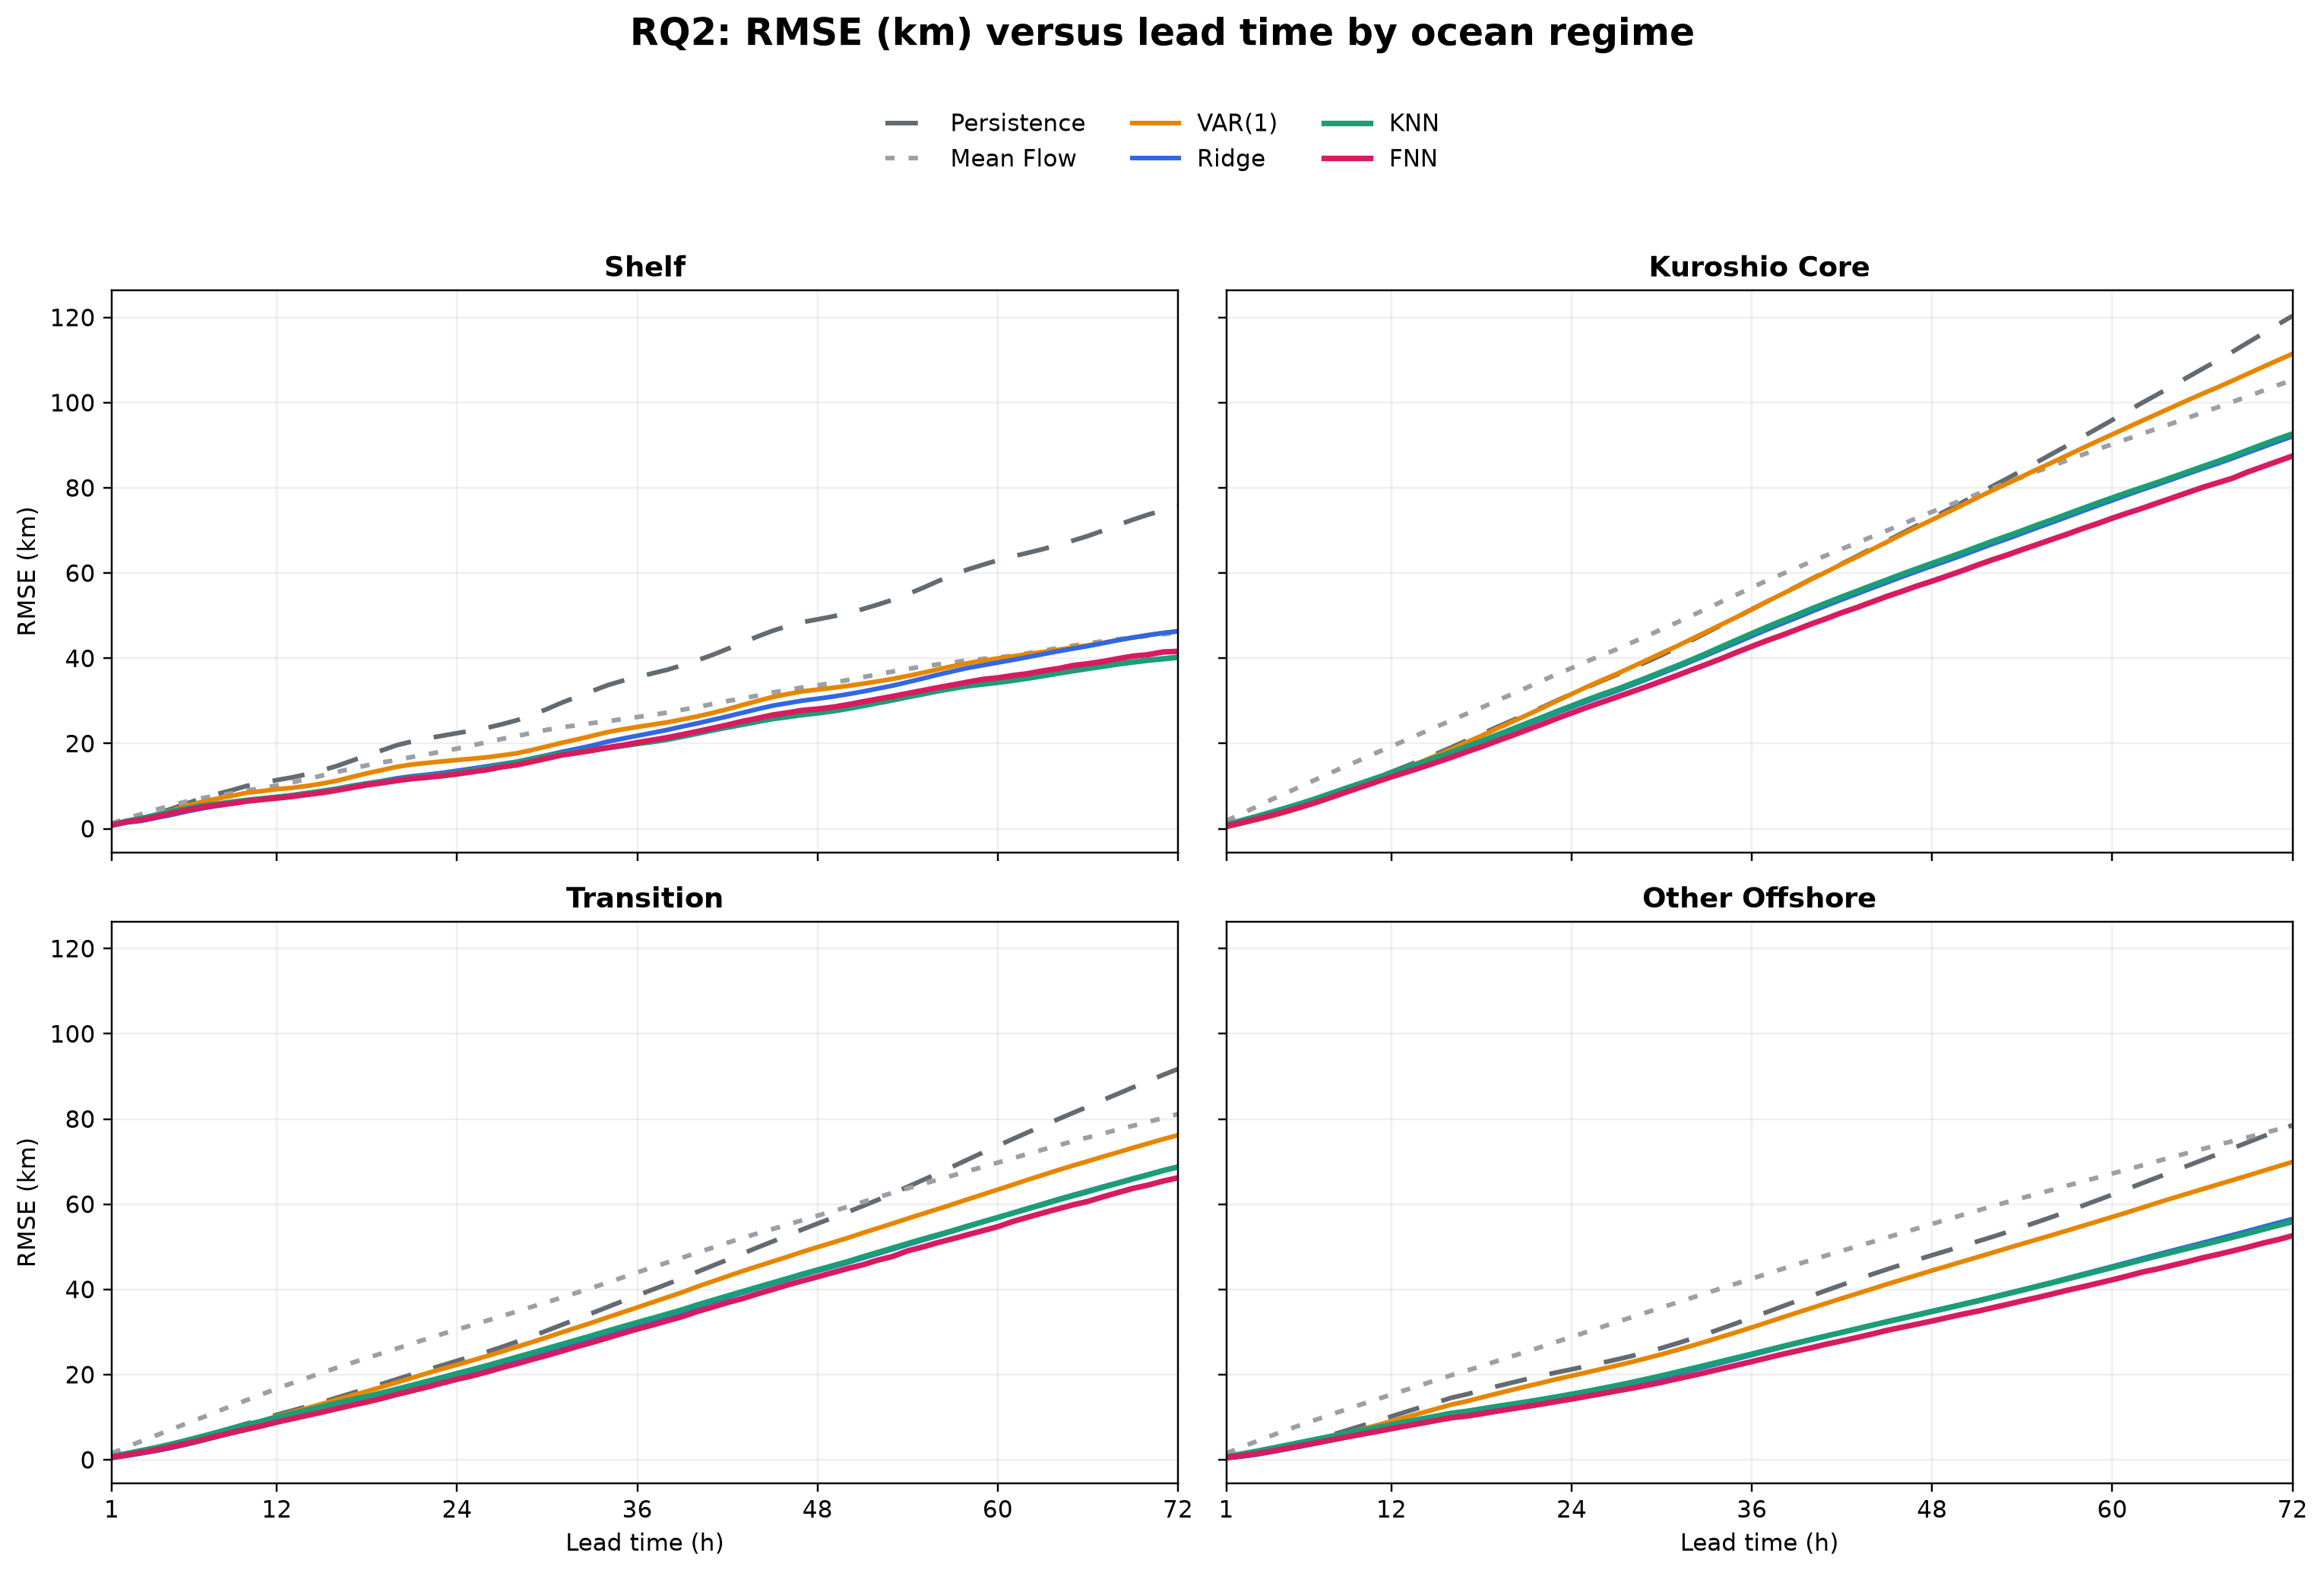 RQ2: RMSE (km) versus lead time by ocean regime
Persistence VAR(1) KNN
Mean Flow Ridge FNN
Shelf Kuroshio Core
120
100
80
60
40
20
0
RMSE (km)
Transition Other Offshore
120
100
80
60
40
20
0
RMSE (km)
1 12 24 36 48 60 72 1 12 24 36 48 60 72
Lead time (h) Lead time (h)